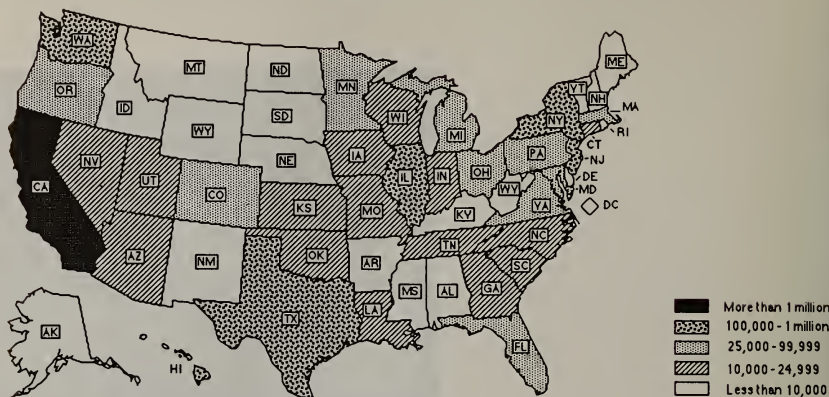 WA
MT
ND
MN
ME
VT
NH
OR
ID
SD
WI
MI
NY
MA
RI
WY
IA
PA
CT
NJ
NE
NV
UT
CO
IL
IN
OH
DE
MD
WV
VA
DC
CA
KS
MO
KY
NC
TN
AZ
NM
OK
AR
SC
MS
AL
GA
TX
LA
FL
AK
HI
More than 1 million
100,000 - 1 million
25,000 - 99,999
10,000 - 24,999
Less than 10,000